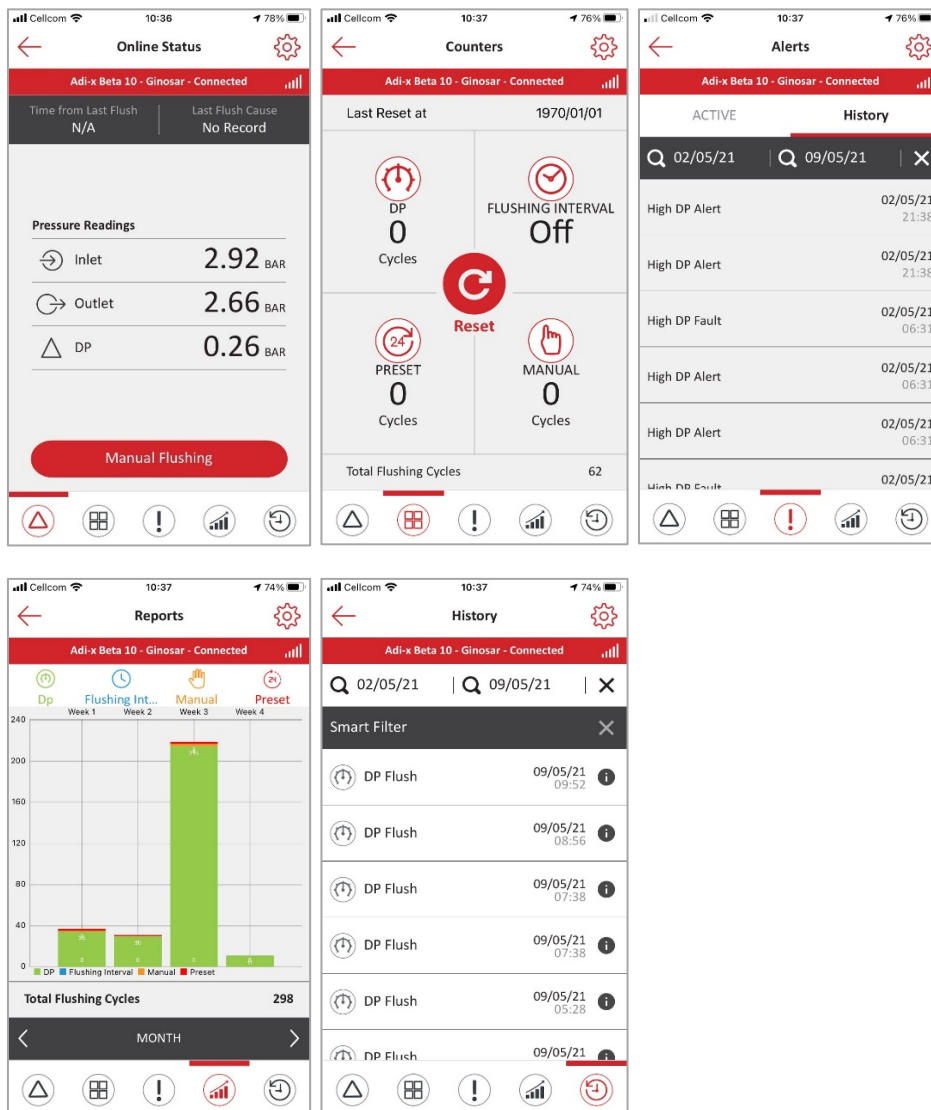 Cellcom 10:36 78%
Online Status
Adi-x Beta 10 - Ginosar - Connected
Time from Last Flush Last Flush Cause
N/A No Record
Pressure Readings
Inlet 2.92 BAR
Outlet 2.66 BAR
DP 0.26 BAR
Manual Flushing
Cellcom 10:37 76%
Counters
Adi-x Beta 10 - Ginosar - Connected
Last Reset at 1970/01/01
DP FLUSHING INTERVAL
0 Off
Cycles
Reset
24
PRESET MANUAL
0 0
Cycles Cycles
Total Flushing Cycles 62
Cellcom 10:37 76%
Alerts
Adi-x Beta 10 - Ginosar - Connected
ACTIVE History
02/05/21 09/05/21
High DP Alert 02/05/21
21:38
High DP Alert 02/05/21
21:38
High DP Fault 02/05/21
06:31
High DP Alert 02/05/21
06:31
High DP Alert 02/05/21
06:31
High DP Fault 02/05/21
Cellcom 10:37 74%
Reports
Adi-x Beta 10 - Ginosar - Connected
24
Dp Flushing Int... Manual Preset
Week 1 Week 2 Week 3 Week 4
240
200
160
120
80
40
0
DP Flushing Interval Manual Preset
Total Flushing Cycles 298
MONTH
Cellcom 10:37 74%
History
Adi-x Beta 10 - Ginosar - Connected
02/05/21 09/05/21
Smart Filter
DP Flush 09/05/21
09:52
DP Flush 09/05/21
08:56
DP Flush 09/05/21
07:38
DP Flush 09/05/21
07:38
DP Flush 09/05/21
05:28
DP Flush 09/05/21